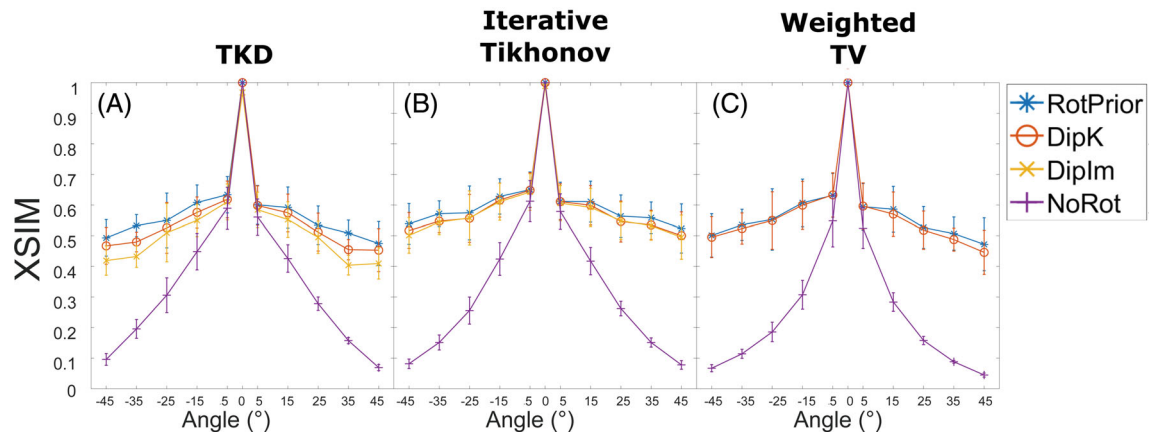 TKD
Iterative
Tikhonov
Weighted
TV
XSIM
1
0.9
0.8
0.7
0.6
0.5
0.4
0.3
0.2
0.1
0
(A)
(B)
(C)
RotPrior
DipK
DipIm
NoRot
-45 -35 -25 -15 -5 0 5 15 25 35 45
-45 -35 -25 -15 -5 0 5 15 25 35 45
-45 -35 -25 -15 5 0 5 15 25 35 45
Angle (°)
Angle (°)
Angle (°)